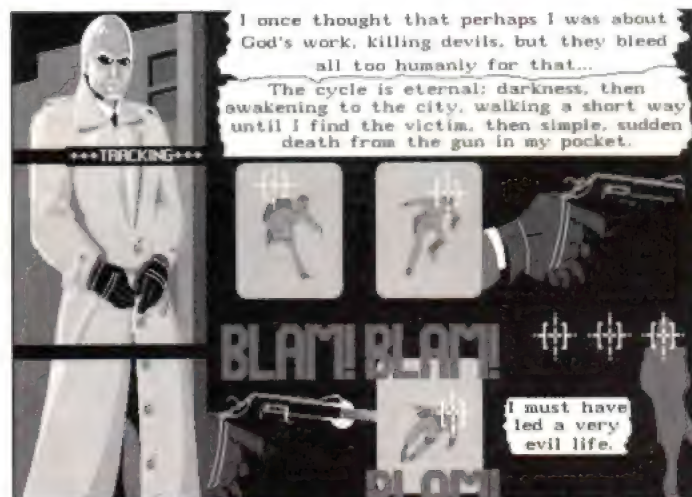 I once thought that perhaps I was about
God's work, killing devils, but they bleed
all too humanly for that...
The cycle is eternal; darkness, then
awakening to the city, walking a short way
until I find the victim, then simple, sudden
death from the gun in my pocket.
+++TRACKING+++
BLAM! BLAM!
I must have
led a very
evil life.
BLAM!